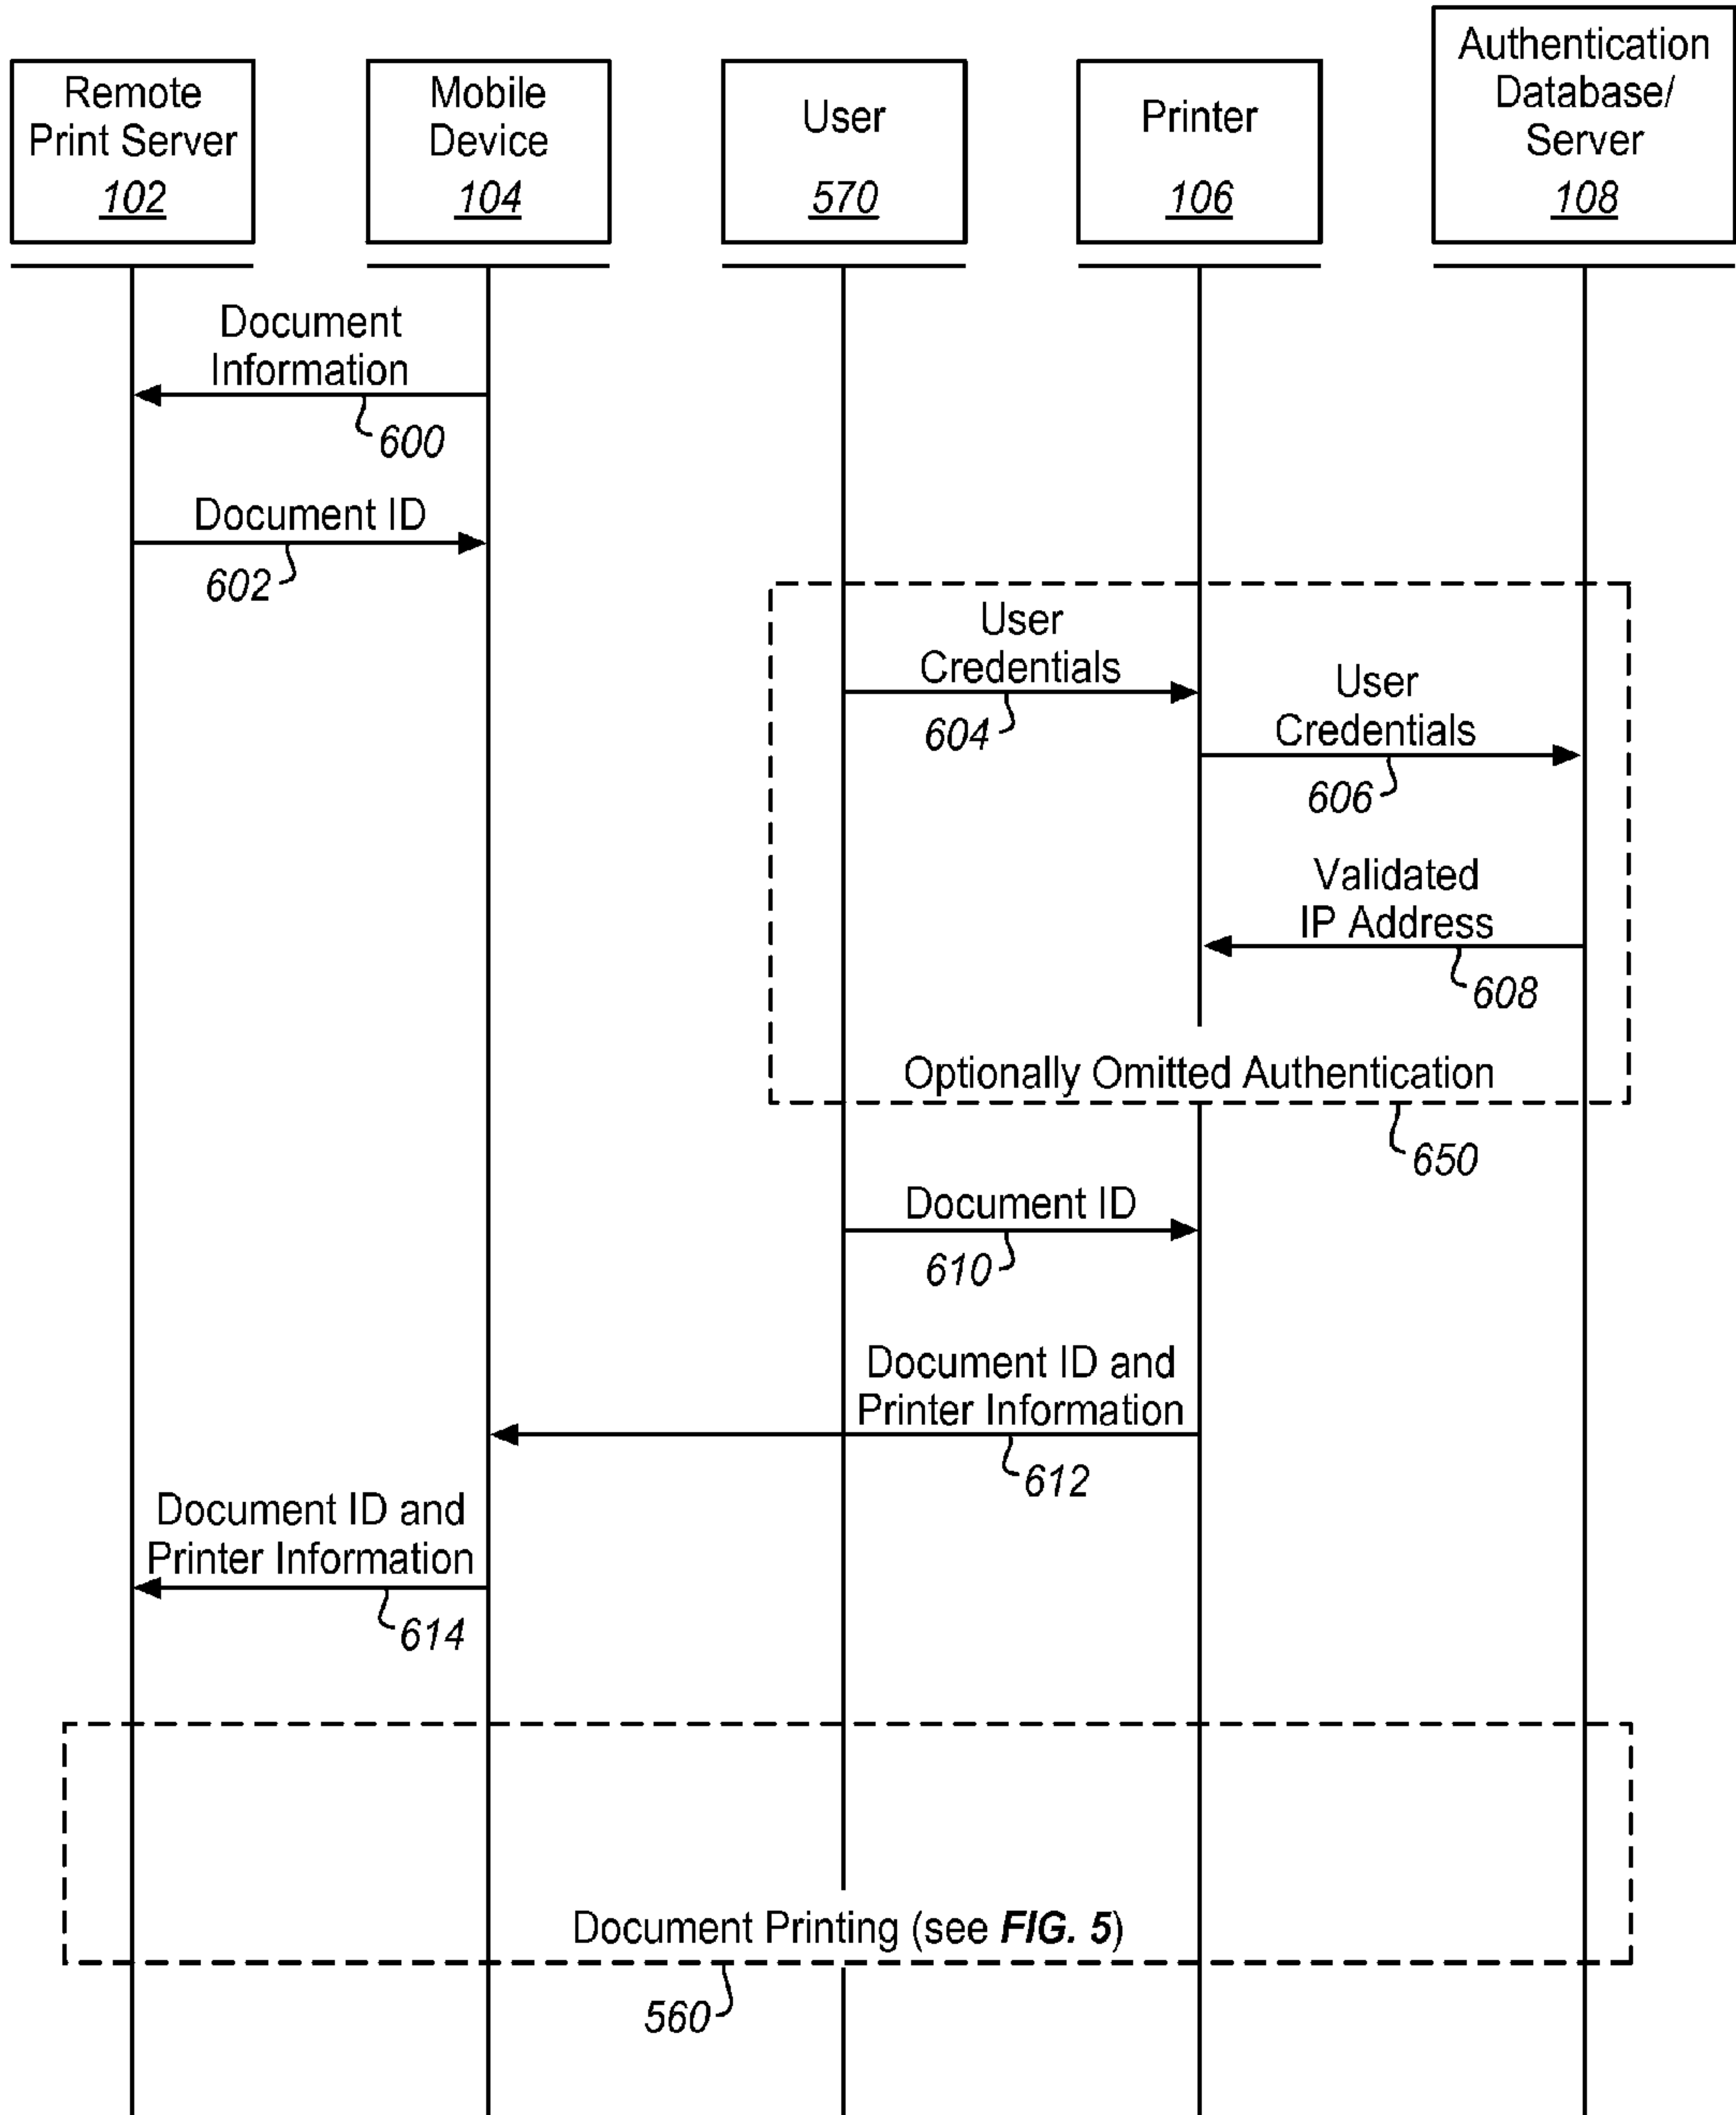 Remote
Print Server
102
Mobile
Device
104
User
570
Printer
106
Authentication
Database/
Server
108
Document
Information
600
Document ID
602
User
Credentials
604
User
Credentials
606
Validated
IP Address
608
Optionally Omitted Authentication
650
Document ID
610
Document ID and
Printer Information
612
Document ID and
Printer Information
614
Document Printing (see FIG. 5)
560